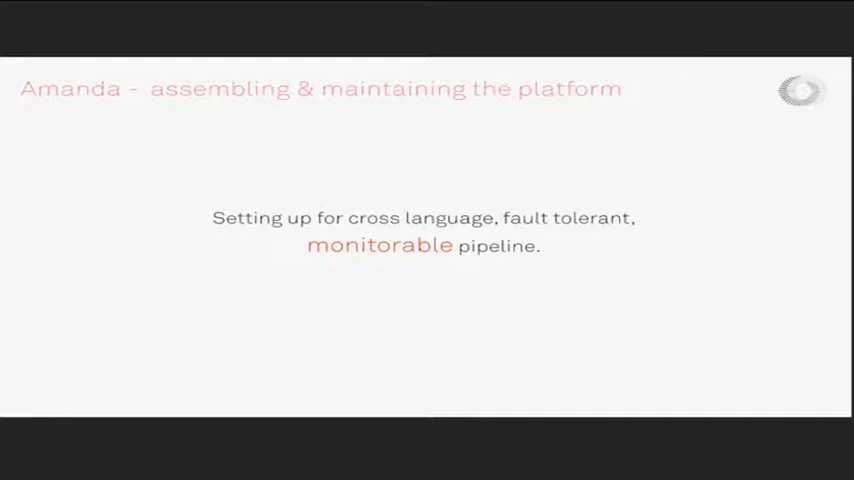 Amanda - assembling & maintaining the platform
Setting up for cross language, fault tolerant,
monitorable pipeline.